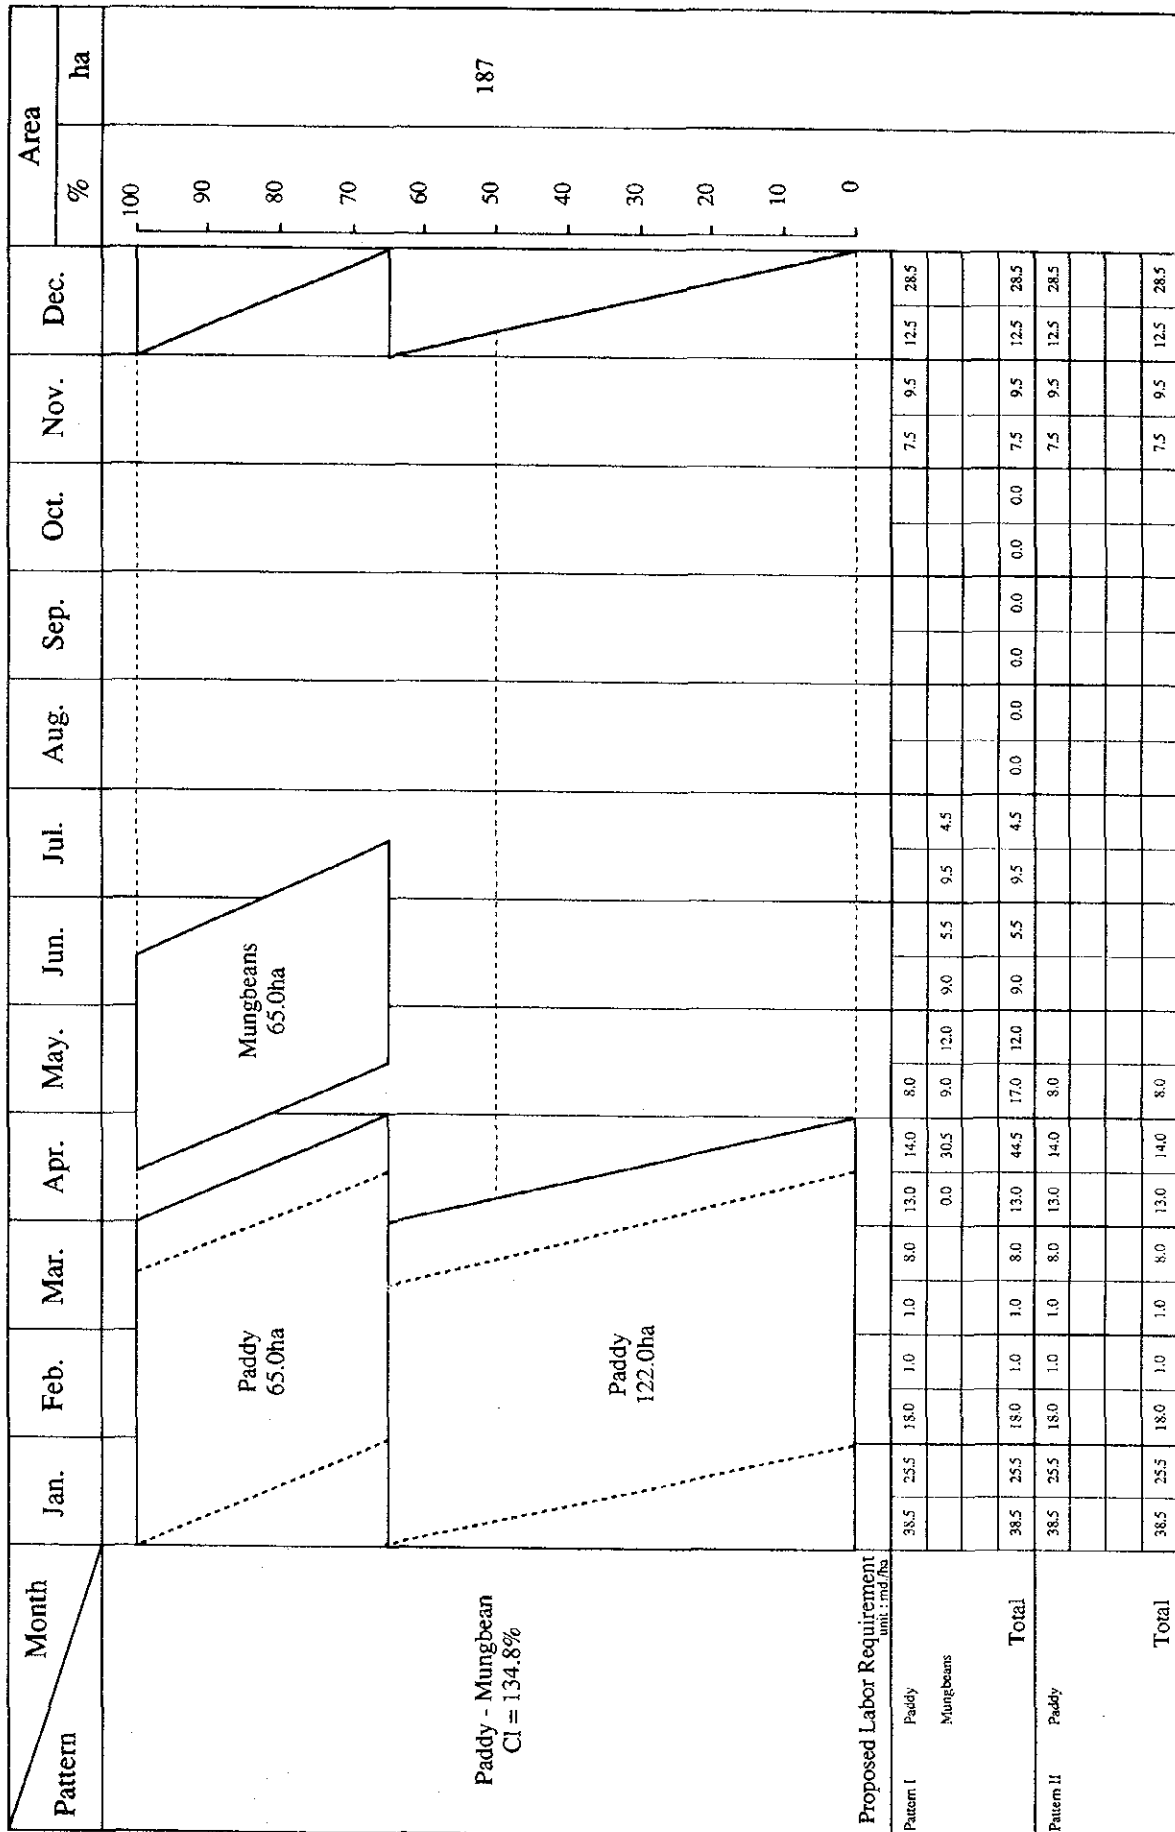 Pattern Month Jan. Feb. Mar. Apr. May. Jun. Jul. Aug. Sep. Oct. Nov. Dec. Area
% ha
100
90
80
70
60
50
40
30
20
10
0
187
Paddy - Mungbean
CI = 134.8%
Paddy
65.0ha
Mungbeans
65.0ha
Paddy
122.0ha
Proposed Labor Requirement
unit : md./ha
Pattern I Paddy 38.5 25.5 18.0 1.0 1.0 8.0 13.0 14.0 8.0 7.5 9.5 12.5 28.5
Mungbeans 0.0 30.5 9.0 12.0 9.0 5.5 9.5 4.5
Total 38.5 25.5 18.0 1.0 1.0 8.0 13.0 44.5 17.0 12.0 9.0 5.5 9.5 4.5 0.0 0.0 0.0 0.0 0.0 0.0 7.5 9.5 12.5 28.5
Pattern II Paddy 38.5 25.5 18.0 1.0 1.0 8.0 13.0 14.0 8.0 7.5 9.5 12.5 28.5
Total 38.5 25.5 18.0 1.0 1.0 8.0 13.0 14.0 8.0 7.5 9.5 12.5 28.5